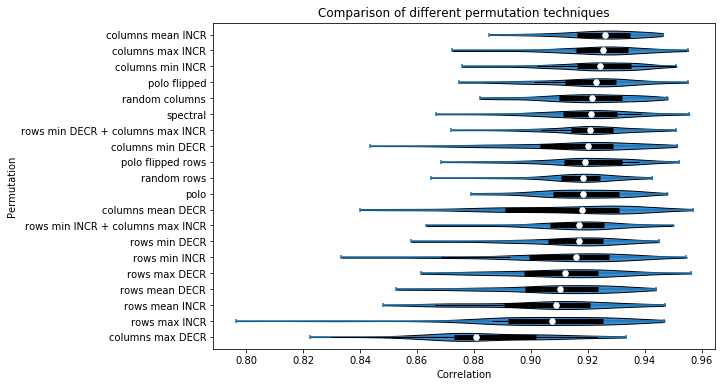 Comparison of different permutation techniques
Permutation
columns mean INCR
columns max INCR
columns min INCR
polo flipped
random columns
spectral
rows min DECR + columns max INCR
columns min DECR
polo flipped rows
random rows
polo
columns mean DECR
rows min INCR + columns max INCR
rows min DECR
rows min INCR
rows max DECR
rows mean DECR
rows mean INCR
rows max INCR
columns max DECR
0.80 0.82 0.84 0.86 0.88 0.90 0.92 0.94 0.96
Correlation